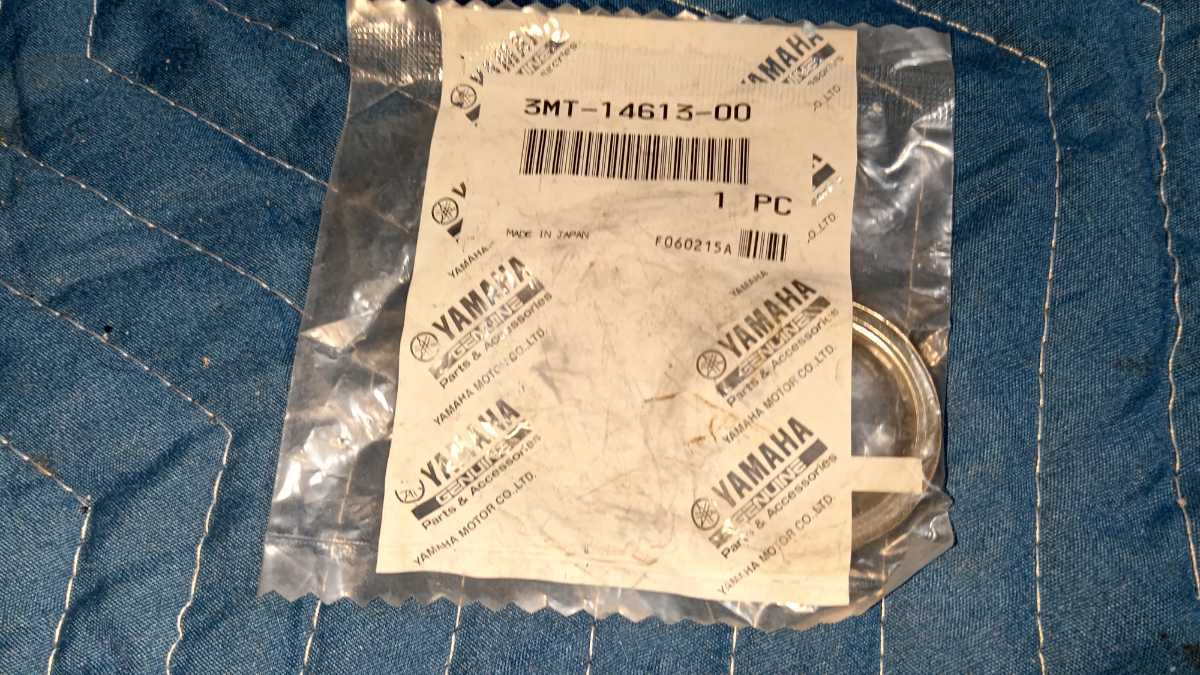 YAMAHA
3MT-14613-00
1 PC
MADE IN JAPAN
F060215A
YAMAHA
YAMAHA
GENUINE
Parts & Accessories
YAMAHA MOTOR CO.,LTD.
YAMAHA
GENUINE
Parts & Accessories
YAMAHA MOTOR CO.,LTD.
YAMAHA
GENUINE
Parts & Accessories
YAMAHA MOTOR CO.,LTD.
YAMAHA
GENUINE
Parts & Accessories
YAMAHA MOTOR CO.,LTD.